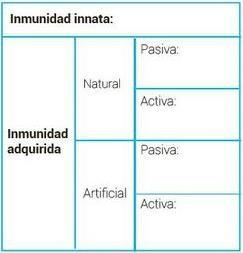 Inmunidad innata:
Inmunidad
adquirida
Natural
Pasiva:
Activa:
Artificial
Pasiva:
Activa: